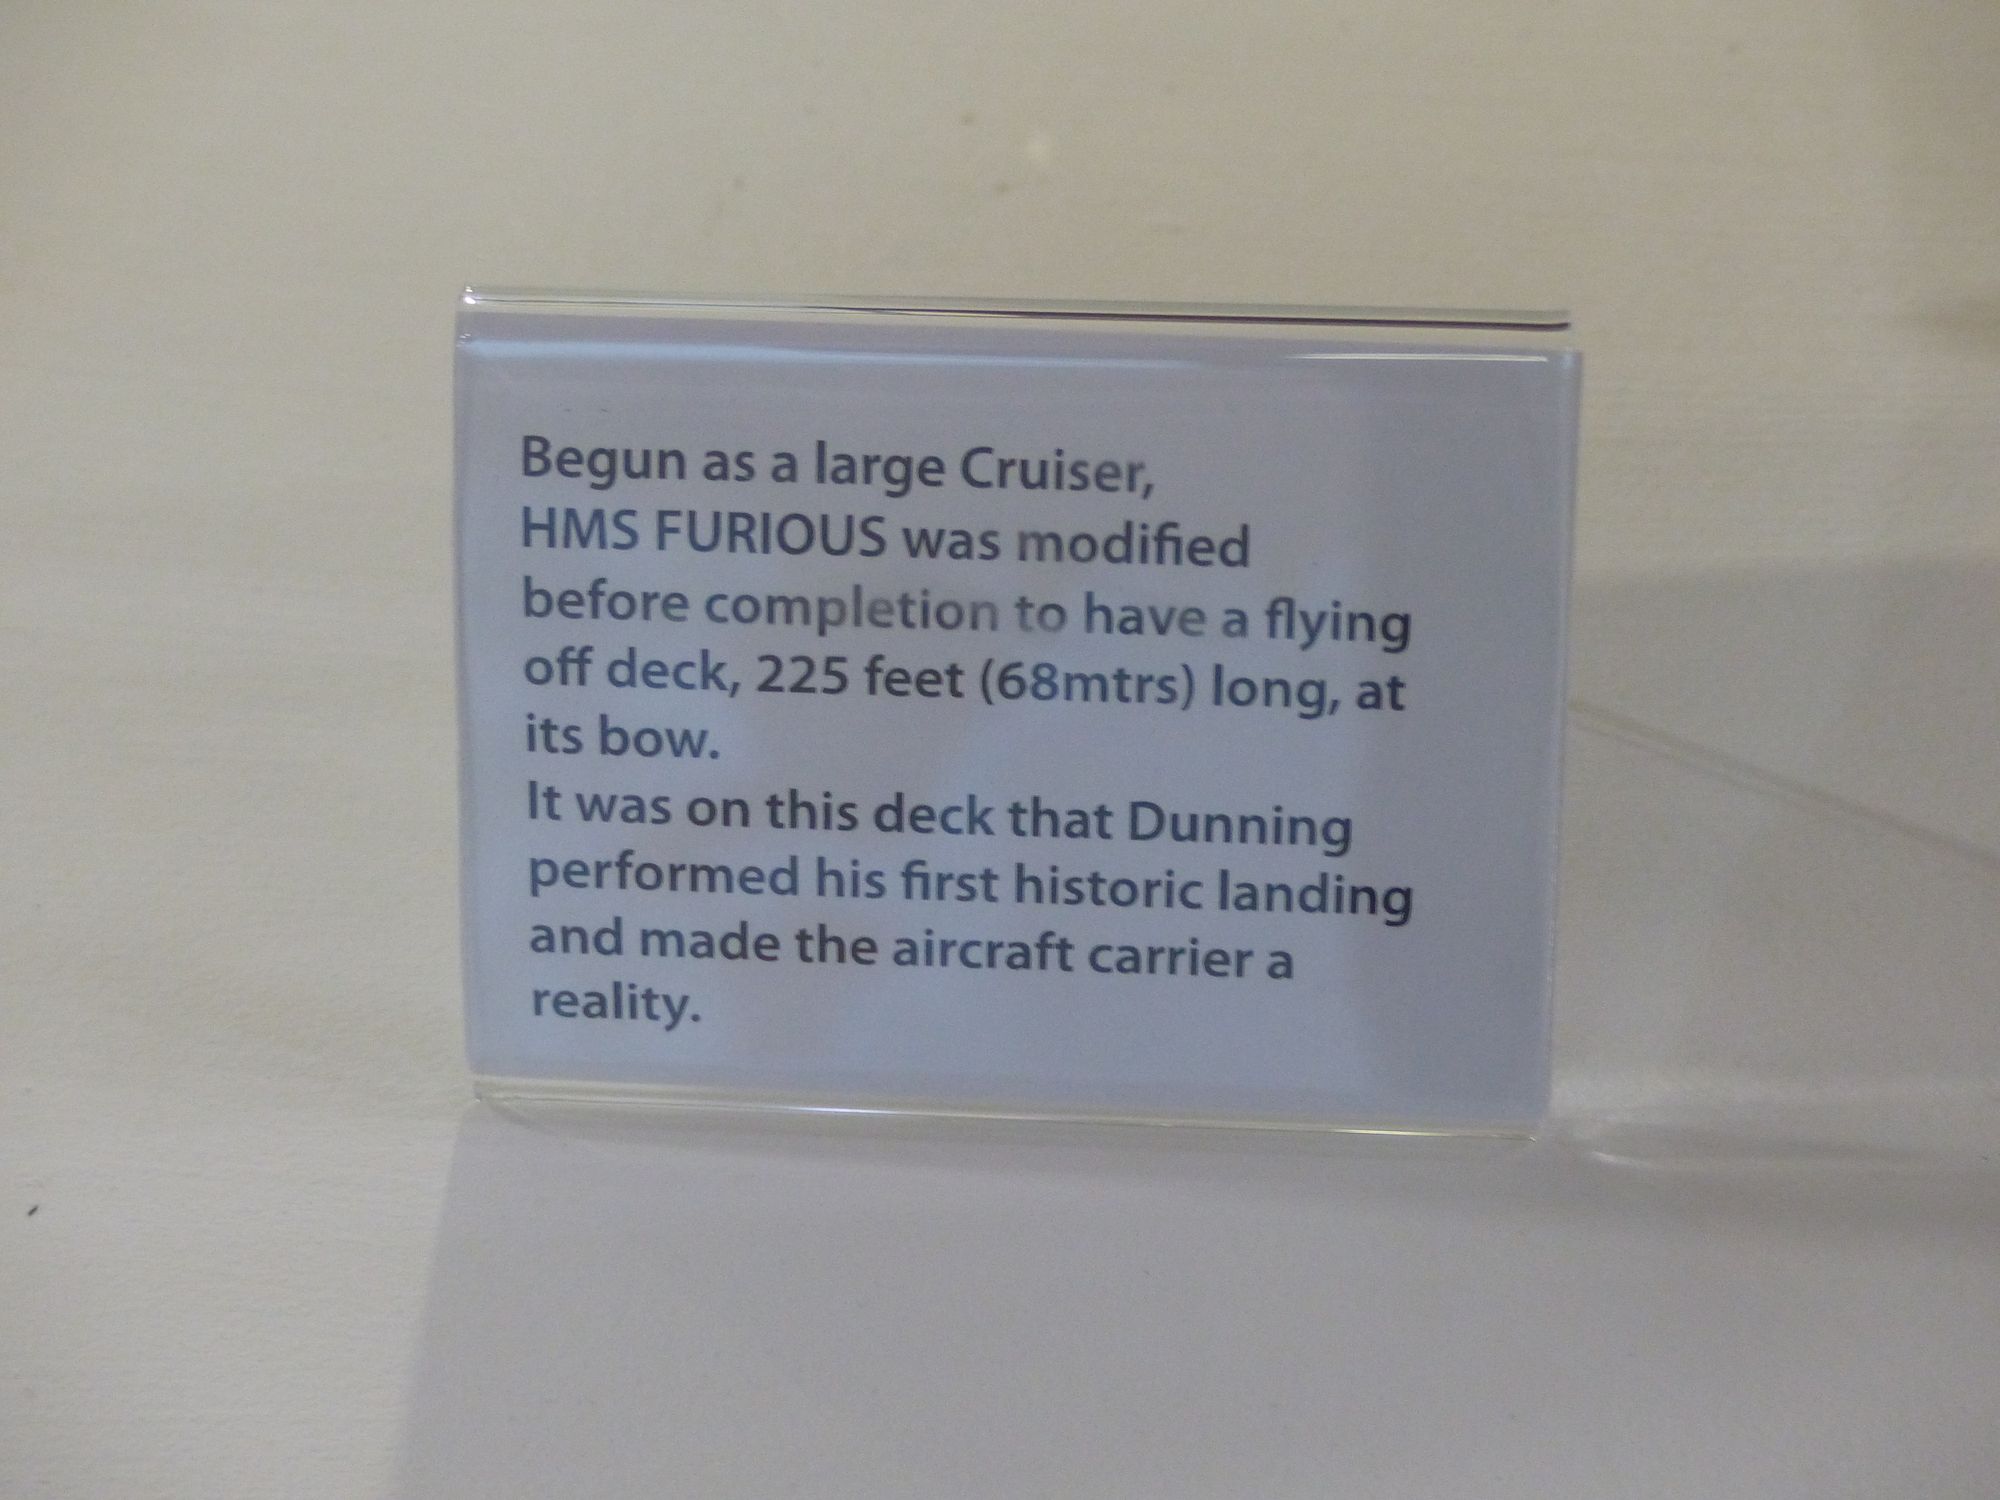 Begun as a large Cruiser,
HMS FURIOUS was modified
before completion to have a flying
off deck, 225 feet (68mtrs) long, at
its bow.
It was on this deck that Dunning
performed his first historic landing
and made the aircraft carrier a
reality.